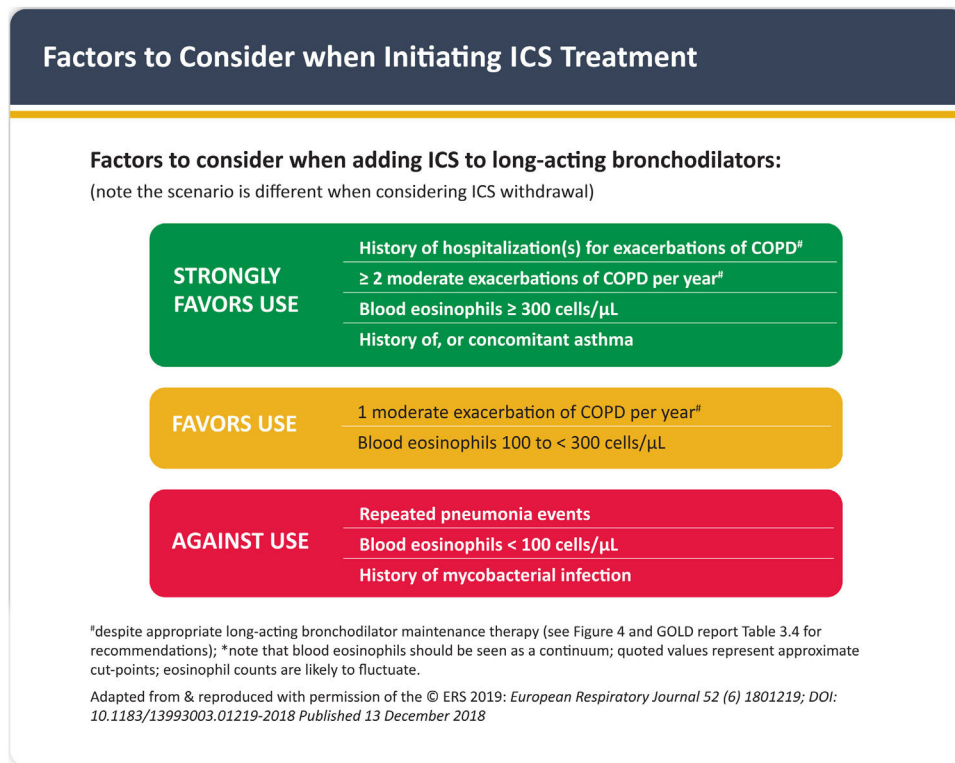 Factors to Consider when Initiating ICS Treatment
Factors to consider when adding ICS to long-acting bronchodilators:
(note the scenario is different when considering ICS withdrawal)
STRONGLY
FAVORS USE
History of hospitalization(s) for exacerbations of COPD#
≥ 2 moderate exacerbations of COPD per year#
Blood eosinophils ≥ 300 cells/μL
History of, or concomitant asthma
FAVORS USE
1 moderate exacerbation of COPD per year#
Blood eosinophils 100 to < 300 cells/μL
AGAINST USE
Repeated pneumonia events
Blood eosinophils < 100 cells/μL
History of mycobacterial infection
#despite appropriate long-acting bronchodilator maintenance therapy (see Figure 4 and GOLD report Table 3.4 for
recommendations); *note that blood eosinophils should be seen as a continuum; quoted values represent approximate
cut-points; eosinophil counts are likely to fluctuate.
Adapted from & reproduced with permission of the © ERS 2019: European Respiratory Journal 52 (6) 1801219; DOI:
10.1183/13993003.01219-2018 Published 13 December 2018